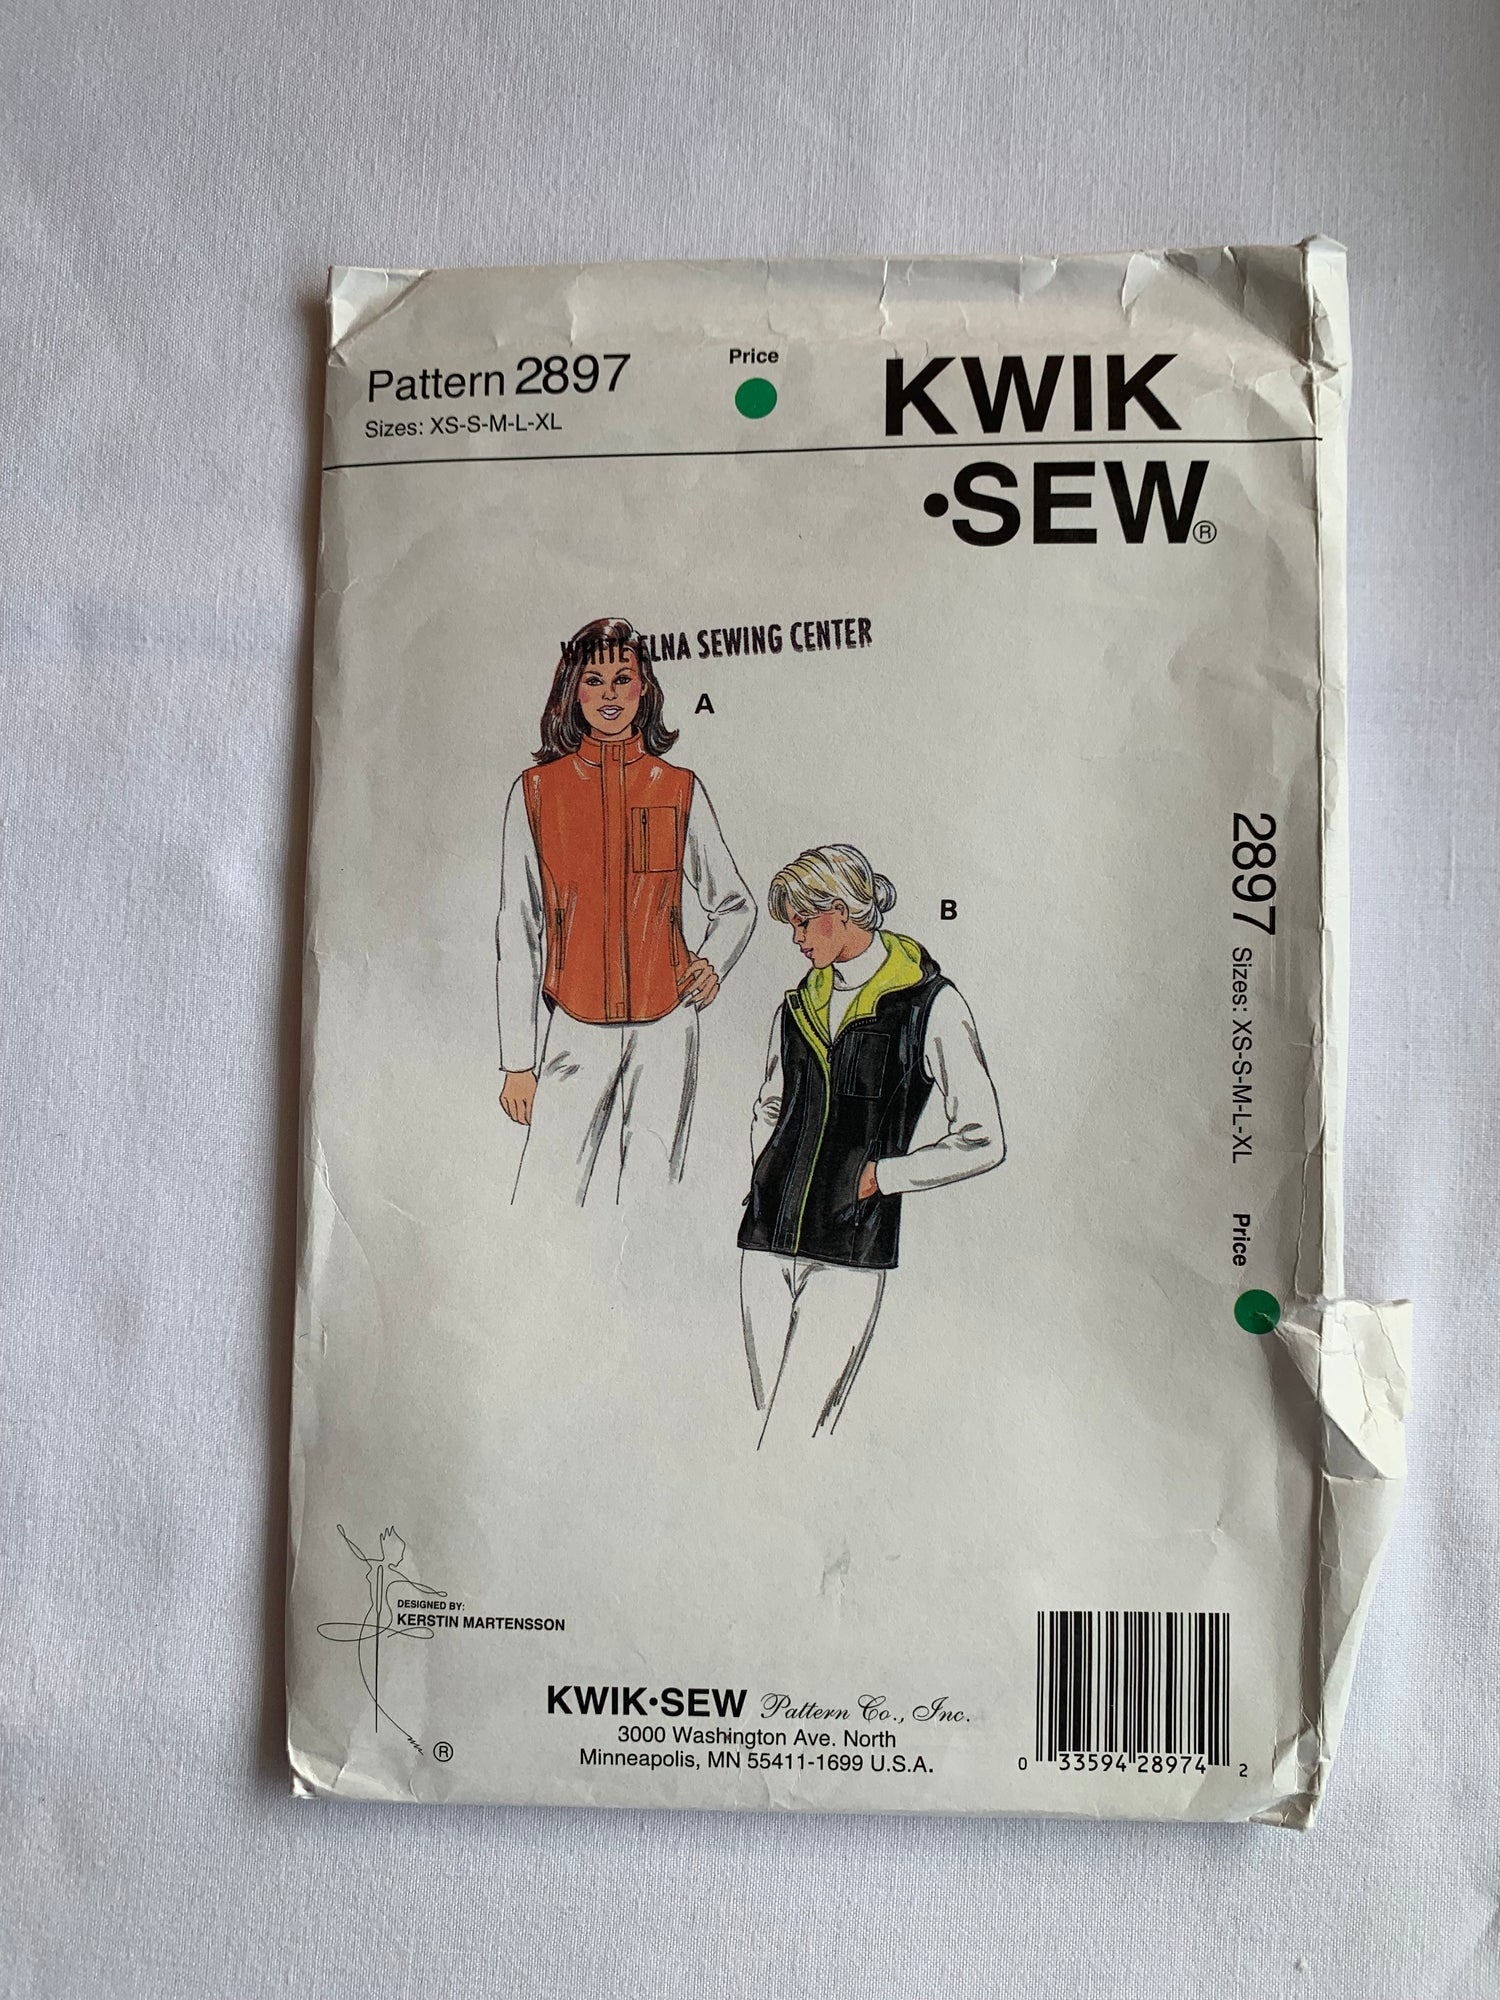 Pattern 2897
Sizes: XS-S-M-L-XL
Price
KWIK
•SEW®
WHITE ELNA SEWING CENTER
A
B
2897 Sizes: XS-S-M-L-XL Price
DESIGNED BY:
KERSTIN MARTENSSON
®
KWIK•SEW Pattern Co., Inc.
3000 Washington Ave. North
Minneapolis, MN 55411-1699 U.S.A.
0 33594 28974 2